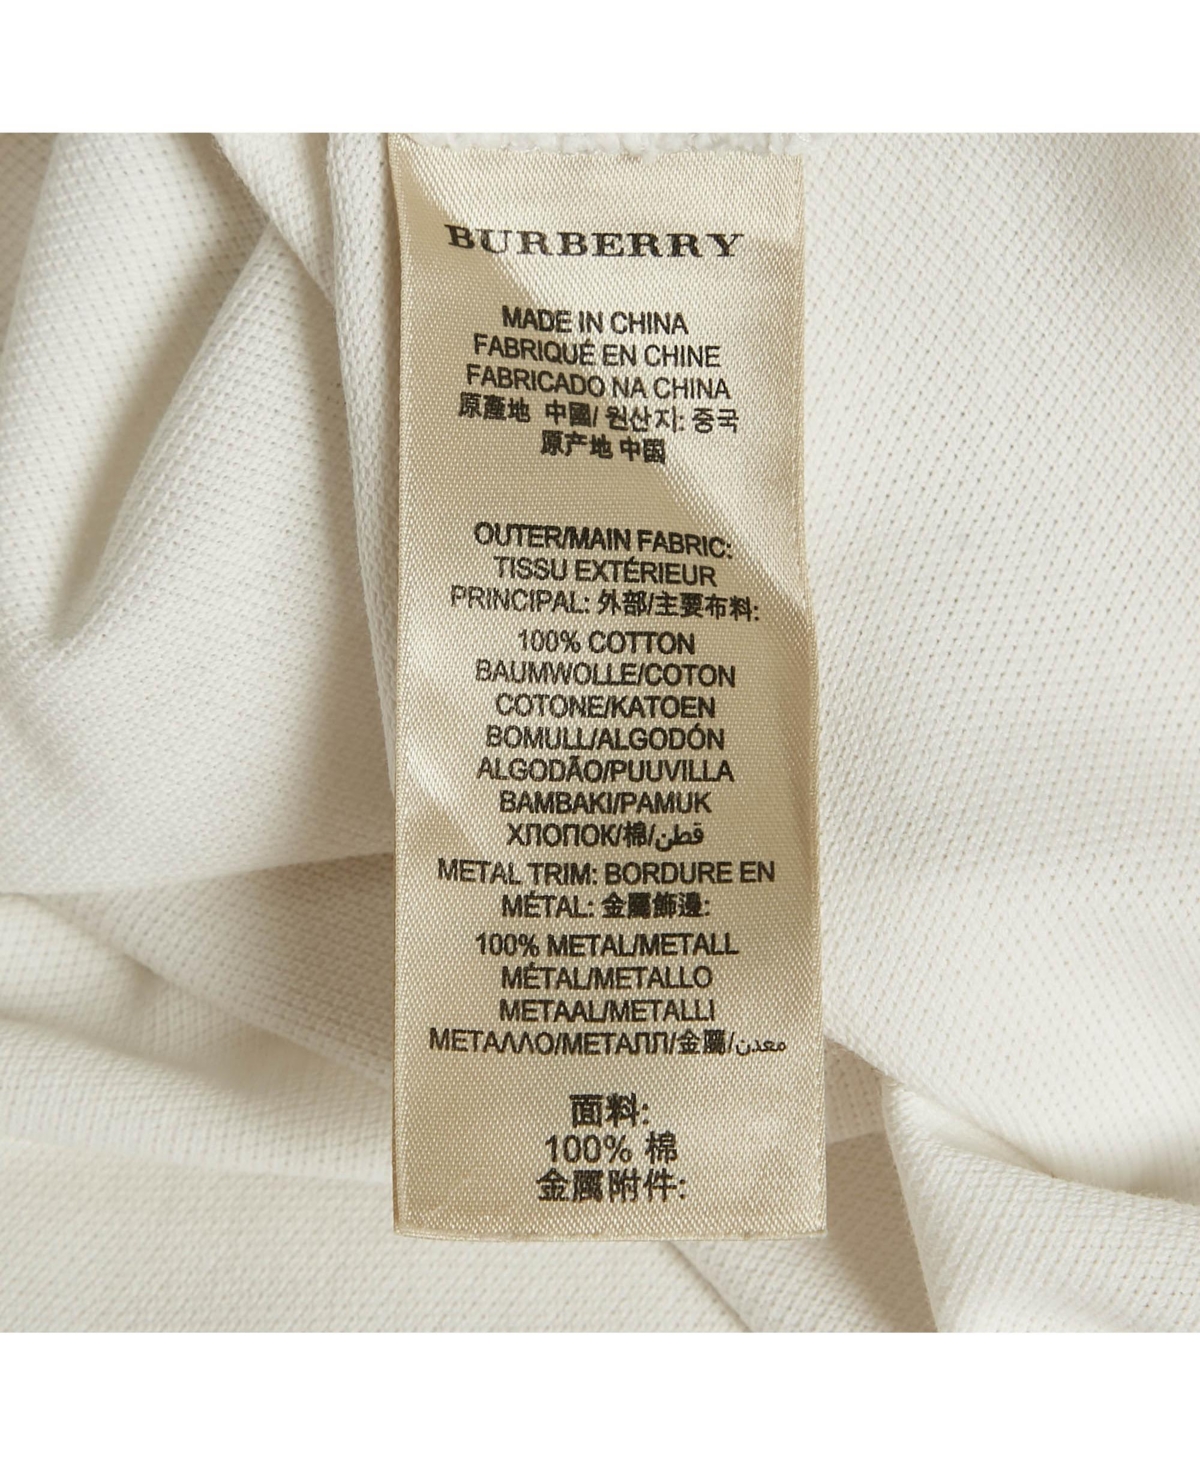 BURBERRY
MADE IN CHINA
FABRIQUÉ EN CHINE
FABRICADO NA CHINA
原產地 中國/ 원산지: 중국
原产地 中国
OUTER/MAIN FABRIC:
TISSU EXTÉRIEUR
PRINCIPAL: 外部/主要布料:
100% COTTON
BAUMWOLLE/COTON
COTONE/KATOEN
BOMULL/ALGODÓN
ALGODÃO/PUUVILLA
BAMBAKI/PAMUK
ХЛОПОК/棉/قطن
METAL TRIM: BORDURE EN
MÉTAL: 金屬飾邊:
100% METAL/METALL
MÉTAL/METALLO
METAAL/METALLI
ΜΕΤΑΛΛΟ/МЕТАЛЛ/金屬/معدن
面料:
100% 棉
金属附件: